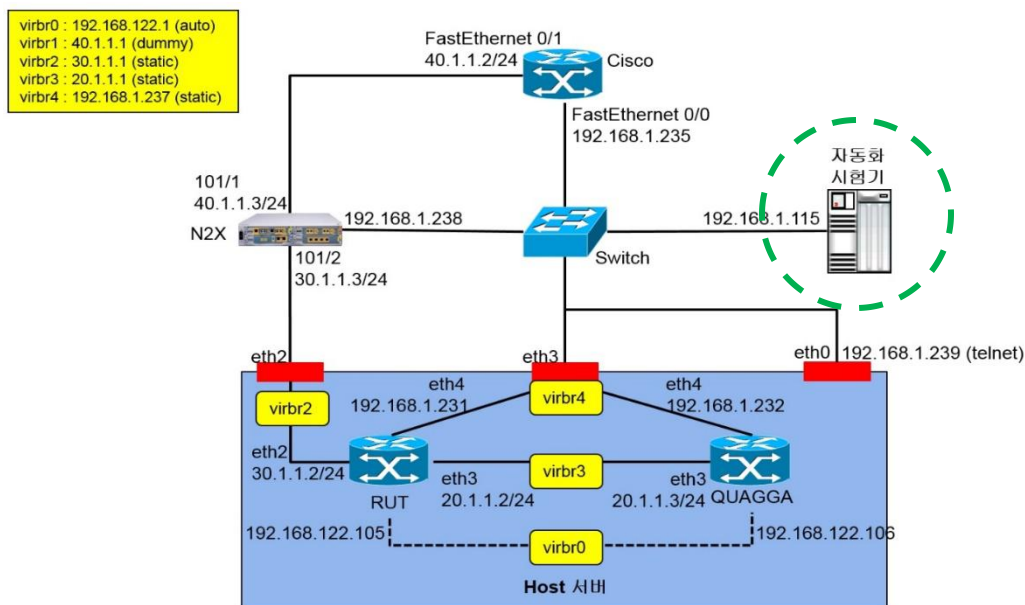 virbr0 : 192.168.122.1 (auto)
virbr1 : 40.1.1.1 (dummy)
virbr2 : 30.1.1.1 (static)
virbr3 : 20.1.1.1 (static)
virbr4 : 192.168.1.237 (static)
FastEthernet 0/1
40.1.1.2/24
Cisco
FastEthernet 0/0
192.168.1.235
자동화
시험기
101/1
40.1.1.3/24
192.168.1.238
192.168.1.115
N2X
101/2
30.1.1.3/24
Switch
eth2
eth3
eth0
192.168.1.239 (telnet)
virbr2
eth4
192.168.1.231
virbr4
eth4
192.168.1.232
eth2
30.1.1.2/24
RUT
eth3
20.1.1.2/24
virbr3
eth3
20.1.1.3/24
QUAGGA
192.168.122.105
virbr0
192.168.122.106
Host 서버